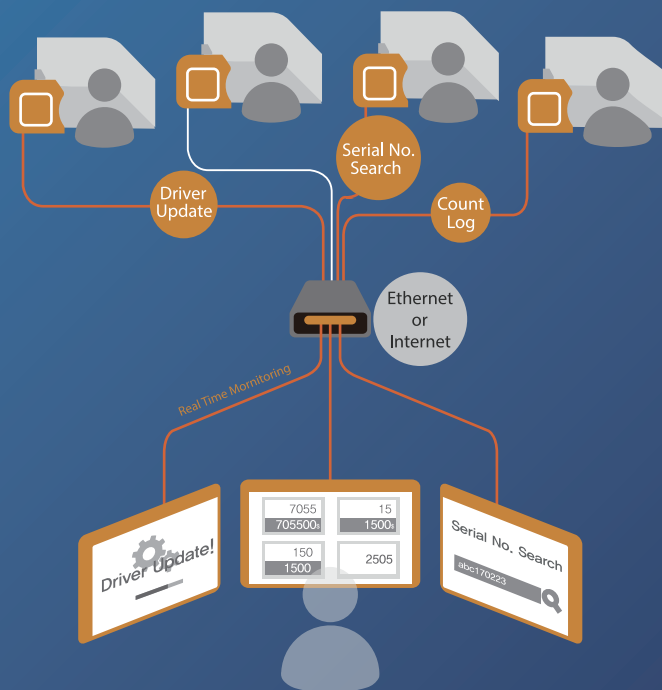 Serial No.
Search
Driver
Update
Count
Log
Ethernet
or
Internet
Real Time Mornitoring
Driver Update!
7055
705500$
15
1500$
150
1500
2505
Serial No. Search
abc170223